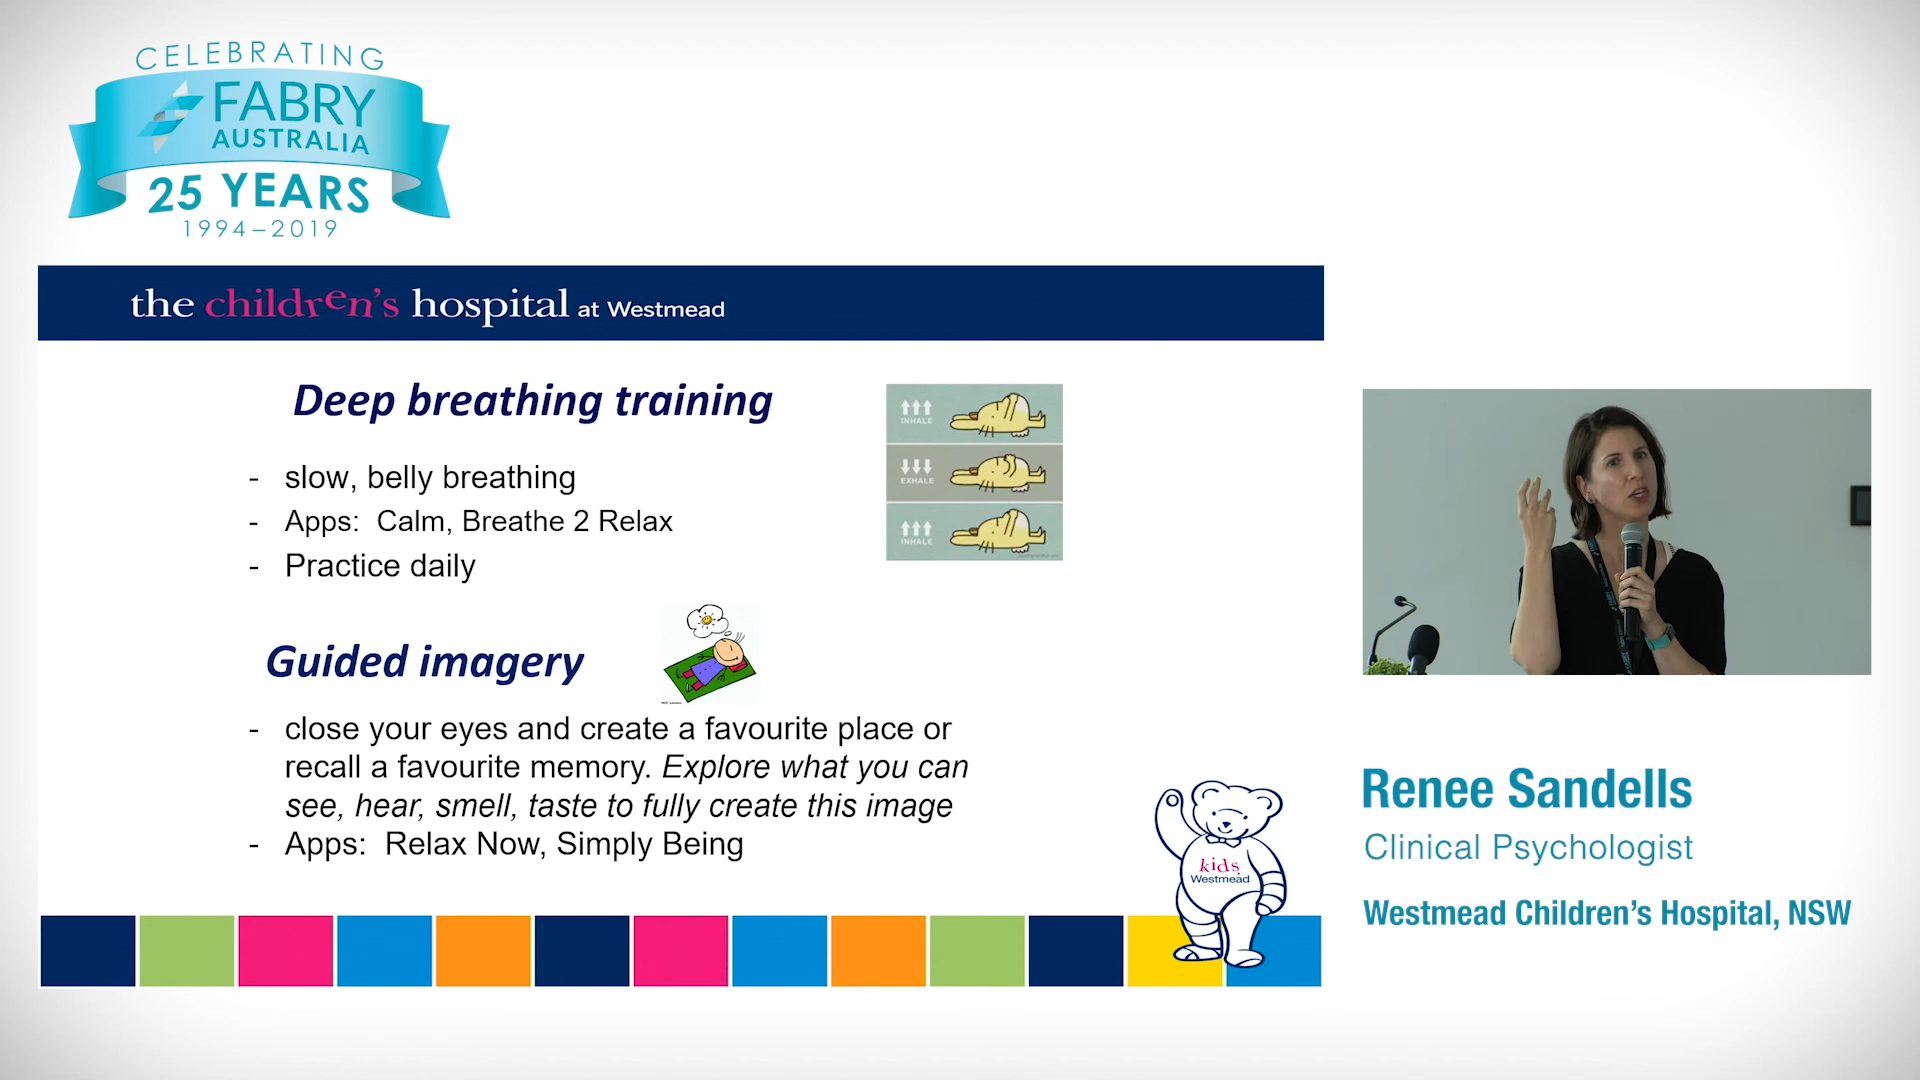 CELEBRATING
FABRY
AUSTRALIA
25 YEARS
1994–2019
the children's hospital at Westmead
Deep breathing training
- slow, belly breathing
- Apps: Calm, Breathe 2 Relax
- Practice daily
INHALE
EXHALE
INHALE
Guided imagery
- close your eyes and create a favourite place or
recall a favourite memory. Explore what you can
see, hear, smell, taste to fully create this image
- Apps: Relax Now, Simply Being
kids
Westmead
Renee Sandells
Clinical Psychologist
Westmead Children's Hospital, NSW